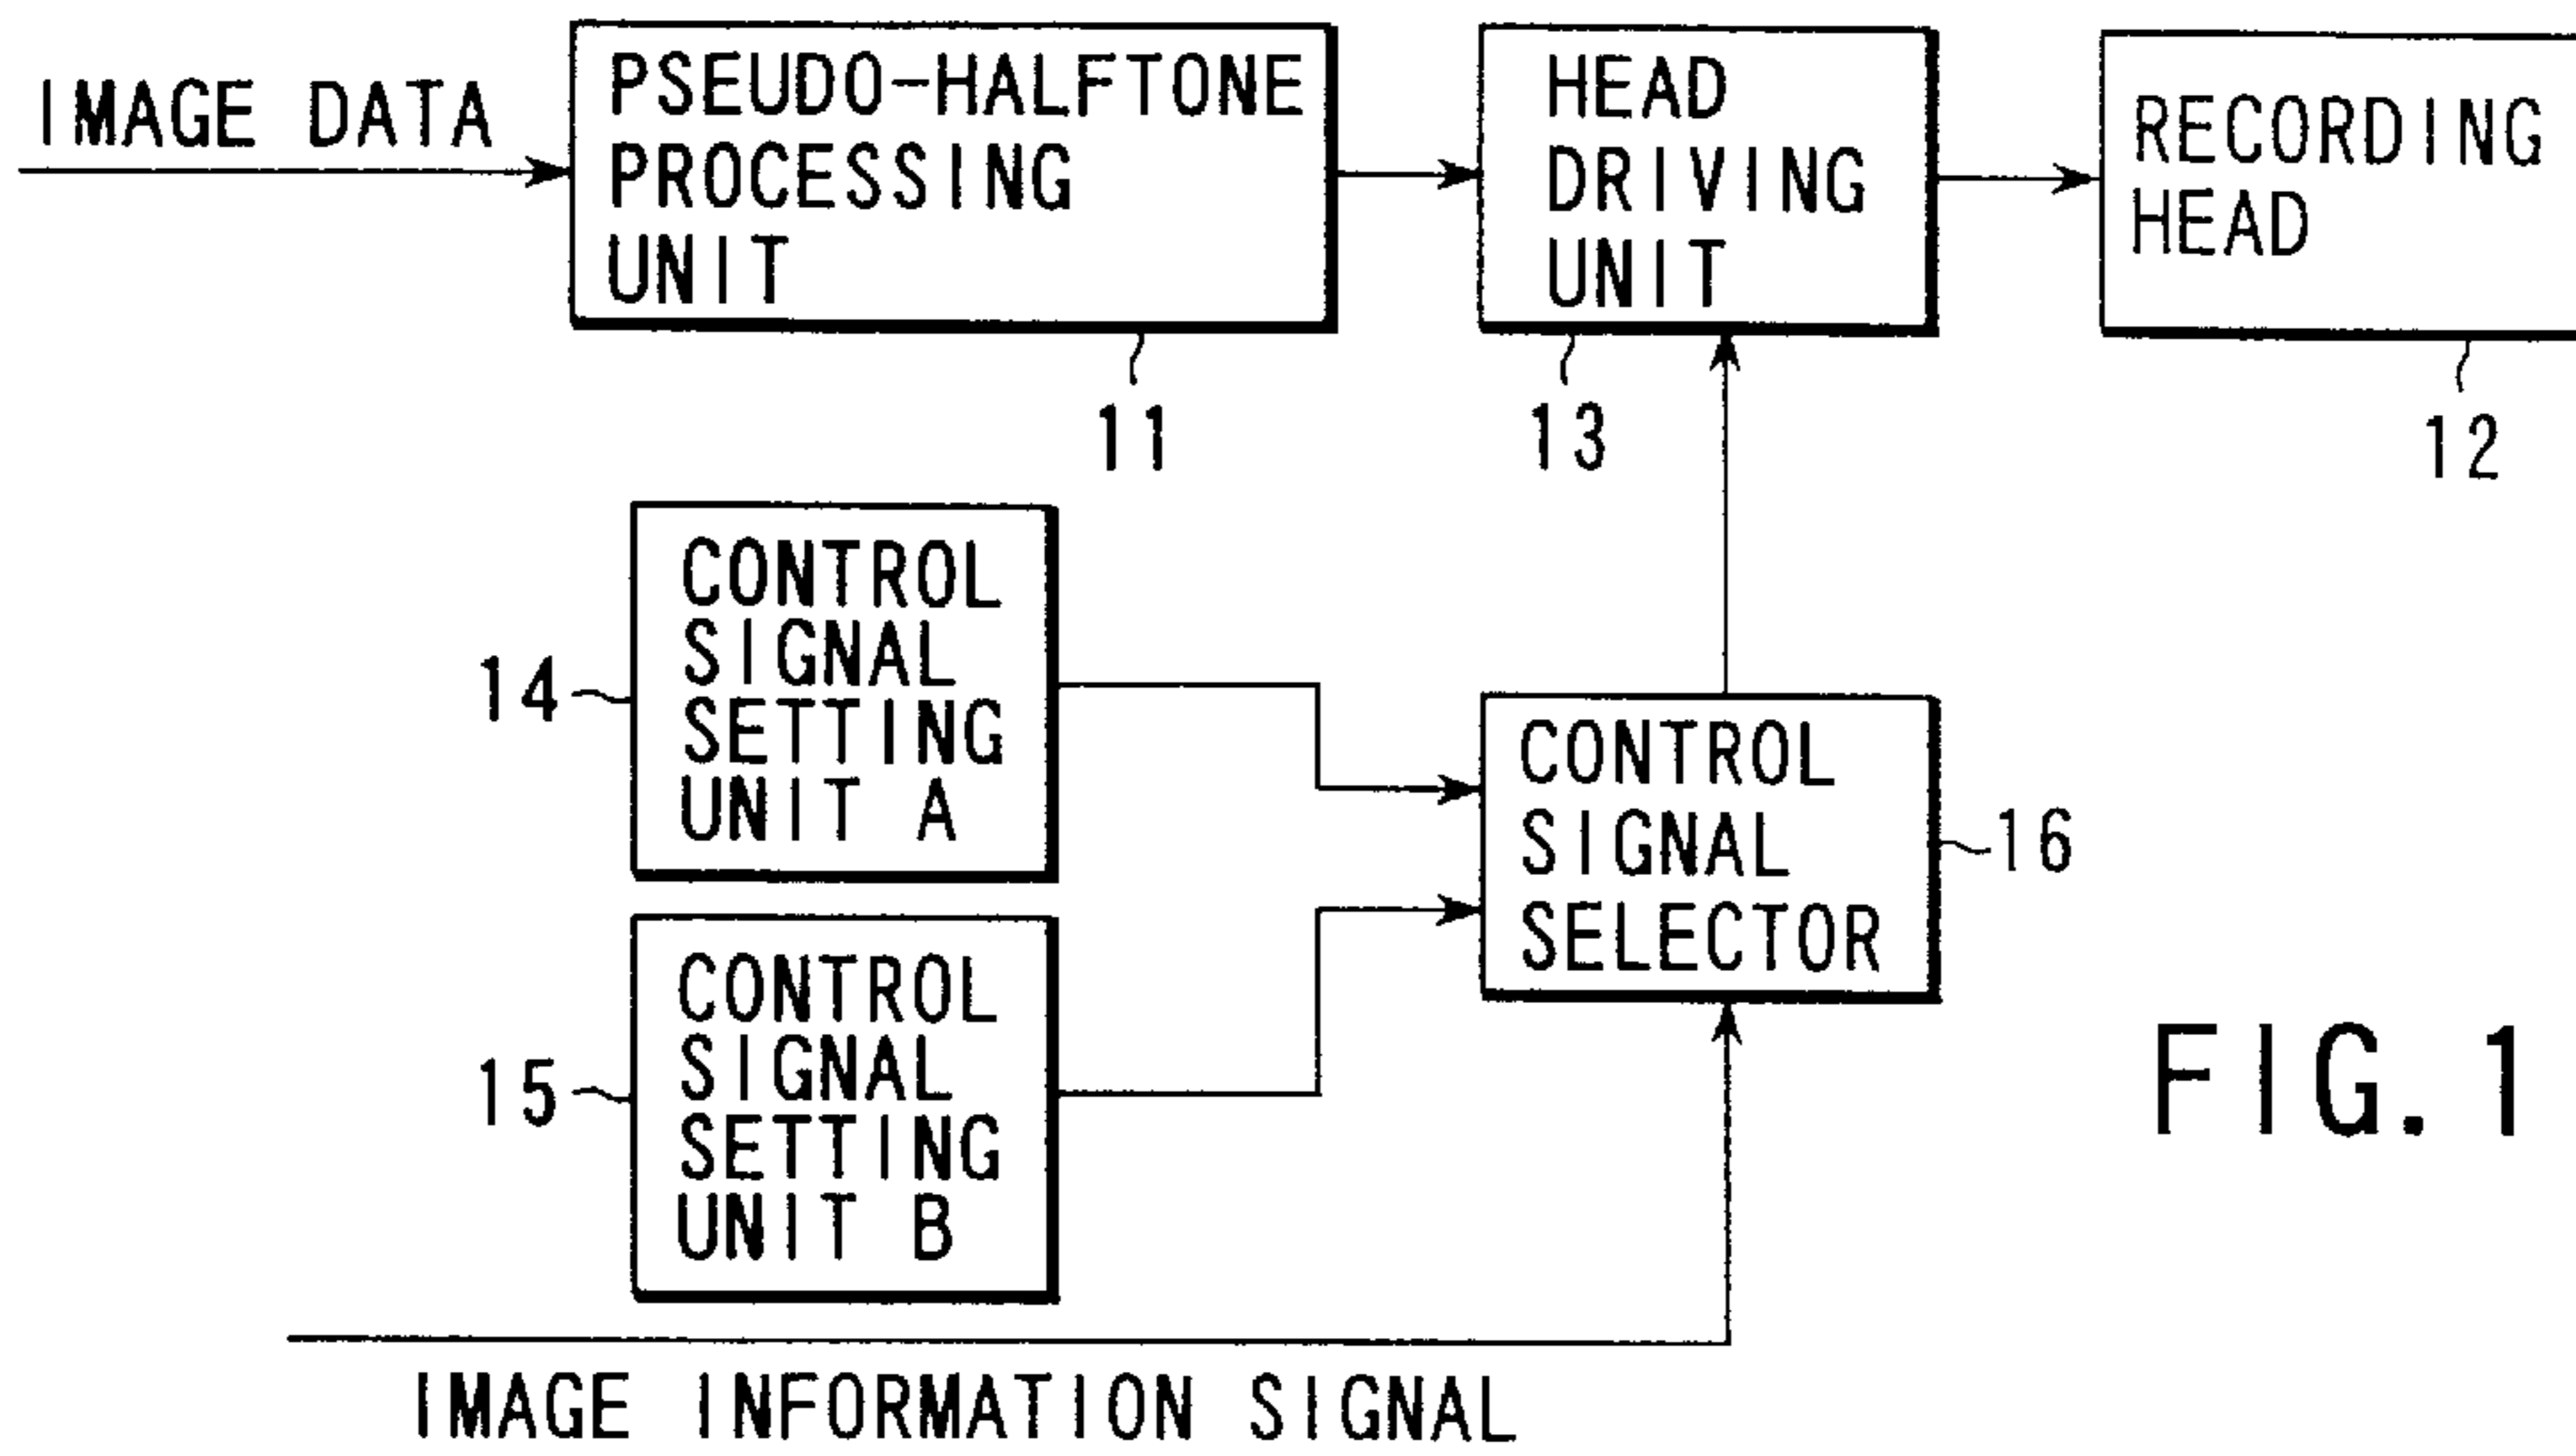 IMAGE DATA
PSEUDO-HALFTONE
PROCESSING
UNIT
HEAD
DRIVING
UNIT
RECORDING
HEAD
11
13
12
CONTROL
SIGNAL
SETTING
UNIT A
14
CONTROL
SIGNAL
SELECTOR
16
CONTROL
SIGNAL
SETTING
UNIT B
15
FIG. 1
IMAGE INFORMATION SIGNAL